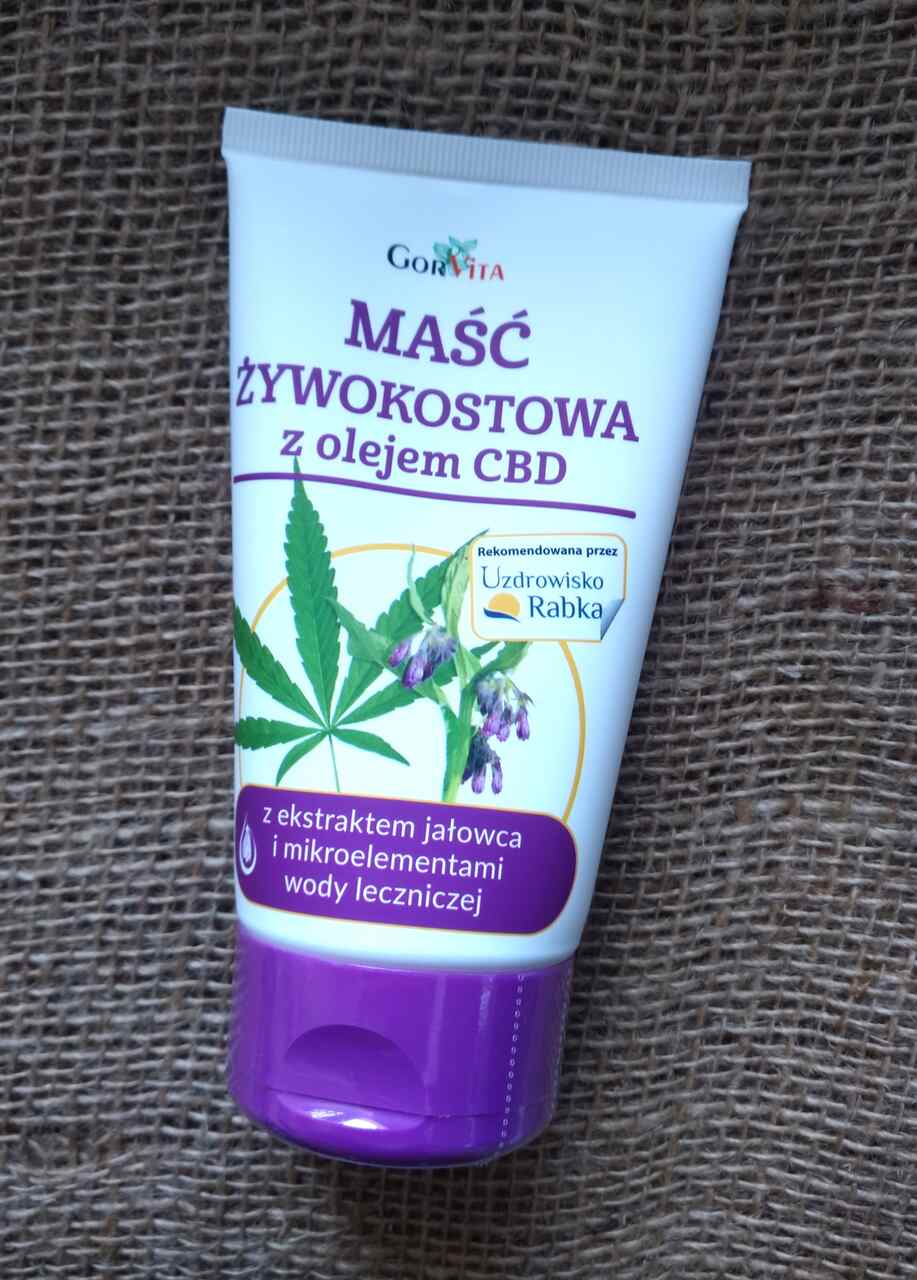 GorVita
MAŚĆ
ŻYWOKOSTOWA
z olejem CBD
Rekomendowana przez
Uzdrowisko
Rabka
z ekstraktem jałowca
i mikroelementami
wody leczniczej